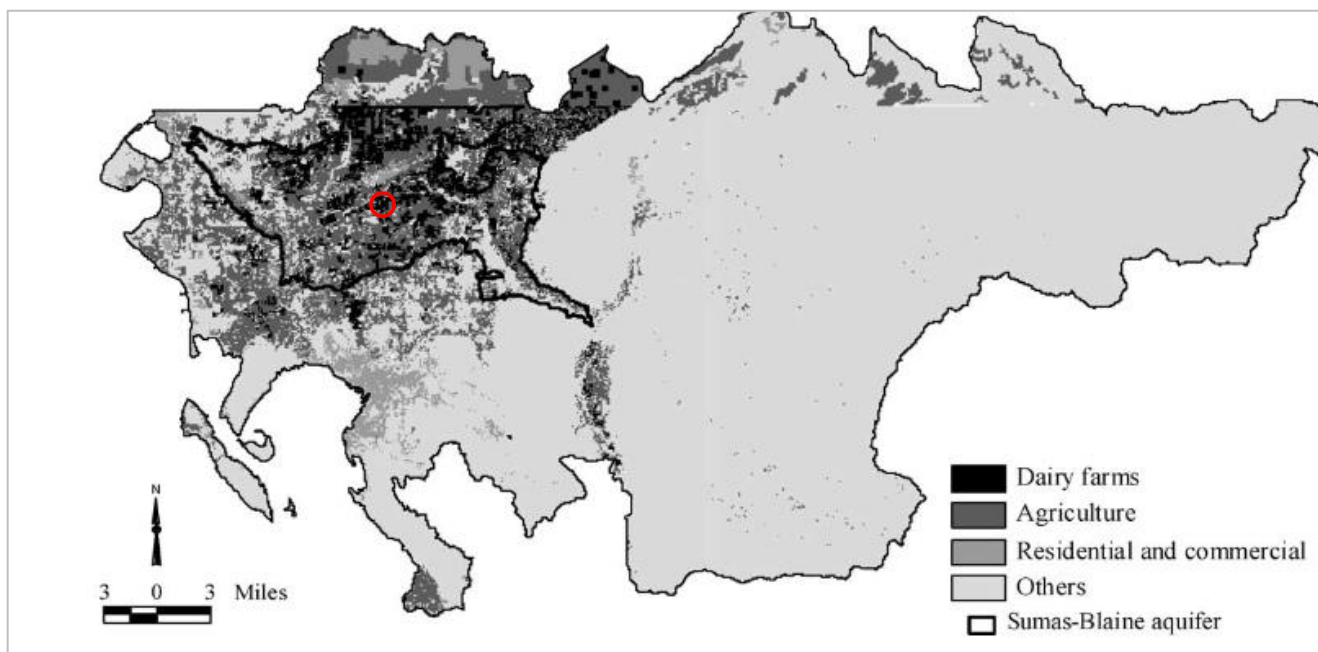 N
3 0 3 Miles
Dairy farms
Agriculture
Residential and commercial
Others
Sumas-Blaine aquifer